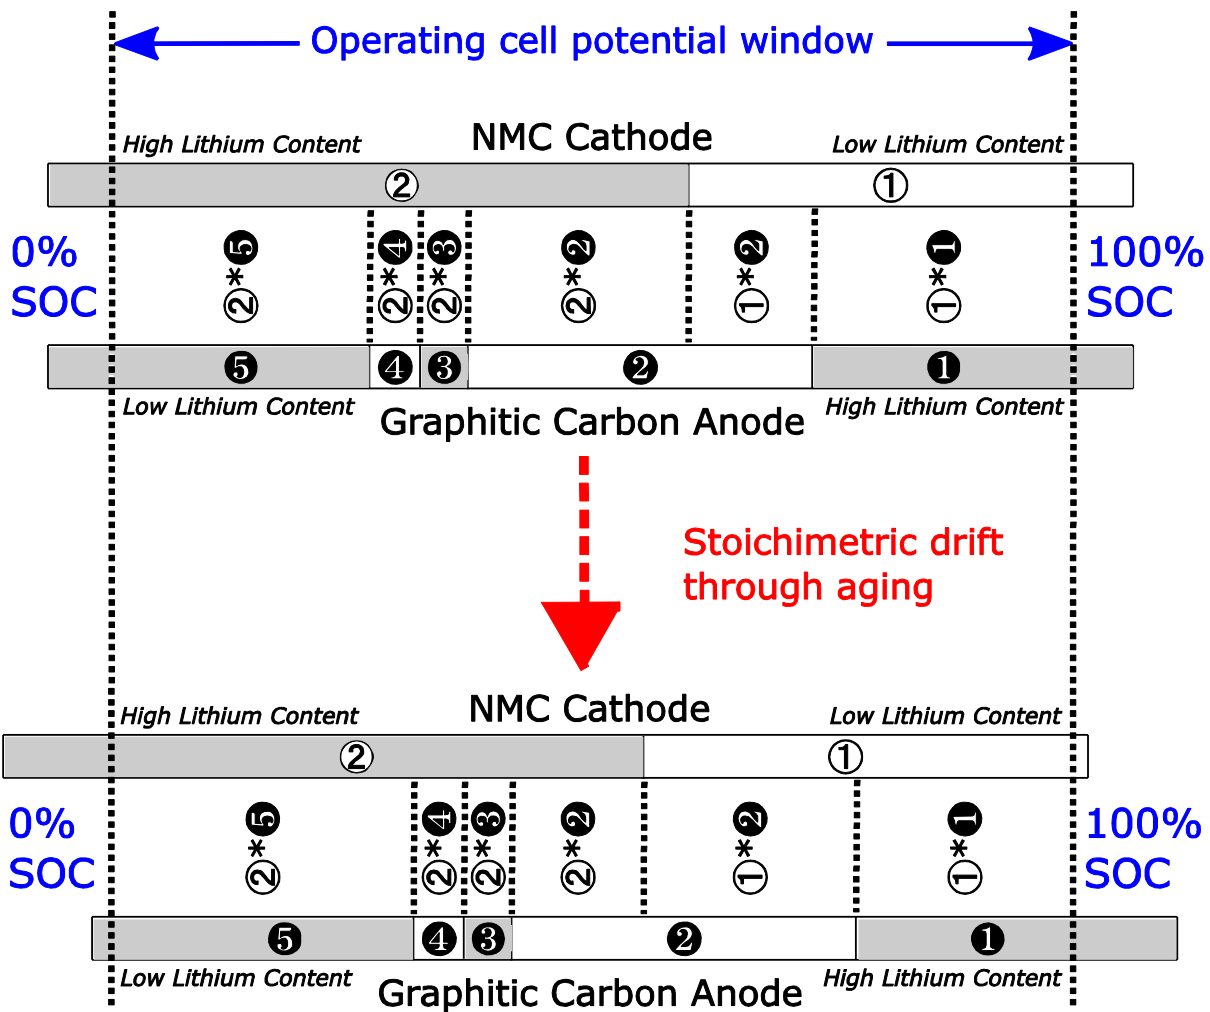 Operating cell potential window
NMC Cathode
High Lithium Content
Low Lithium Content
② ①
0%
SOC
②*❺ ②*❹ ②*❸ ②*❷ ①*❷ ①*❶
100%
SOC
❺ ❹ ❸ ❷ ❶
Low Lithium Content
High Lithium Content
Graphitic Carbon Anode
Stoichimetric drift
through aging
NMC Cathode
High Lithium Content
Low Lithium Content
② ①
0%
SOC
②*❺ ②*❹ ②*❸ ②*❷ ①*❷ ①*❶
100%
SOC
❺ ❹ ❸ ❷ ❶
Low Lithium Content
High Lithium Content
Graphitic Carbon Anode